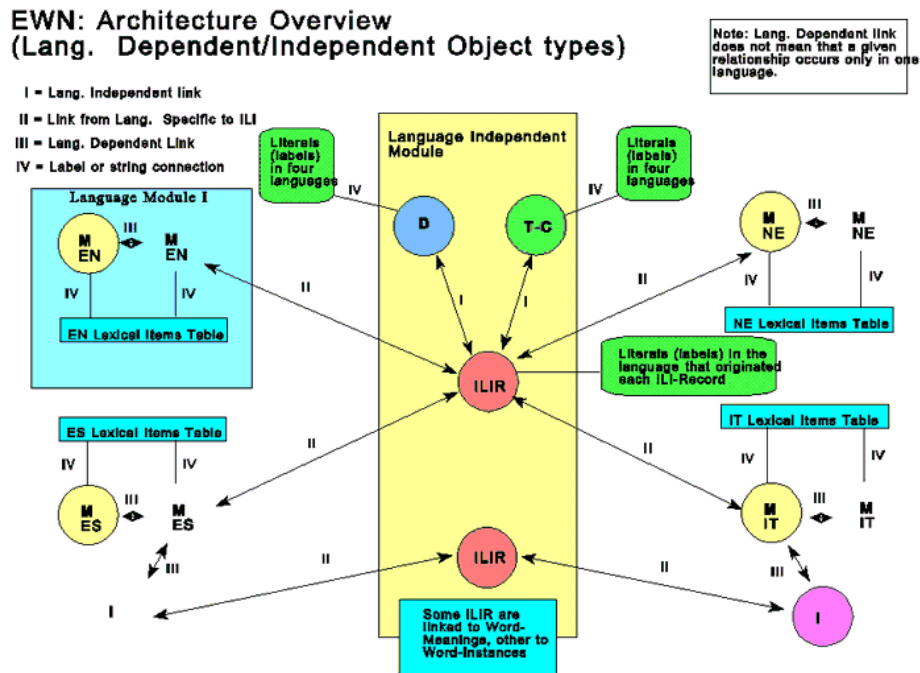 EWN: Architecture Overview
(Lang. Dependent/Independent Object types)
Note: Lang. Dependent link
does not mean that a given
relationship occurs only in one
language.
I = Lang. Independent link
II = Link from Lang. Specific to ILI
III = Lang. Dependent Link
IV = Label or string connection
Literals
(labels)
in four
languages
IV
Language Independent
Module
Literals
(labels)
in four
languages
IV
Language Module I
M
EN
III
M
EN
IV
IV
EN Lexical Items Table
D
T-C
I
I
II
II
M
NE
III
M
NE
IV
IV
NE Lexical Items Table
ILIR
Literals (labels) in the
language that originated
each ILI-Record
ES Lexical Items Table
IV
IV
M
ES
III
M
ES
II
II
IT Lexical Items Table
IV
IV
M
IT
III
M
IT
III
I
II
ILIR
II
III
I
Some ILIR are
linked to Word-
Meanings, other to
Word-Instances